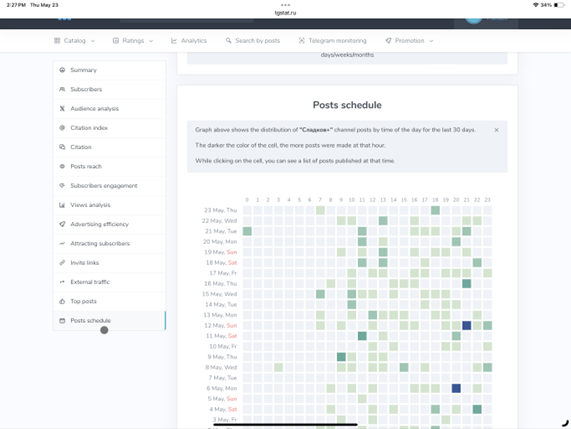 2:27 PM Thu May 23
34%
tgstat.ru
Catalog
Ratings
Analytics
Search by posts
Telegram monitoring
Promotion
days/weeks/months
Summary
Subscribers
Audience analysis
Citation index
Citation
Posts reach
Subscribers engagement
Views analysis
Advertising efficiency
Attracting subscribers
Invite links
External traffic
Top posts
Posts schedule
Posts schedule
Graph above shows the distribution of "Сладков+" channel posts by time of the day for the last 30 days.
The darker the color of the cell, the more posts were made at that hour.
While clicking on the cell, you can see a list of posts published at that time.
0 1 2 3 4 5 6 7 8 9 10 11 12 13 14 15 16 17 18 19 20 21 22 23
23 May, Thu
22 May, Wed
21 May, Tue
20 May, Mon
19 May, Sun
18 May, Sat
17 May, Fr
16 May, Thu
15 May, Wed
14 May, Tue
13 May, Mon
12 May, Sun
11 May, Sat
10 May, Fr
9 May, Thu
8 May, Wed
7 May, Tue
6 May, Mon
5 May, Sun
4 May, Sat
3 May, Fr